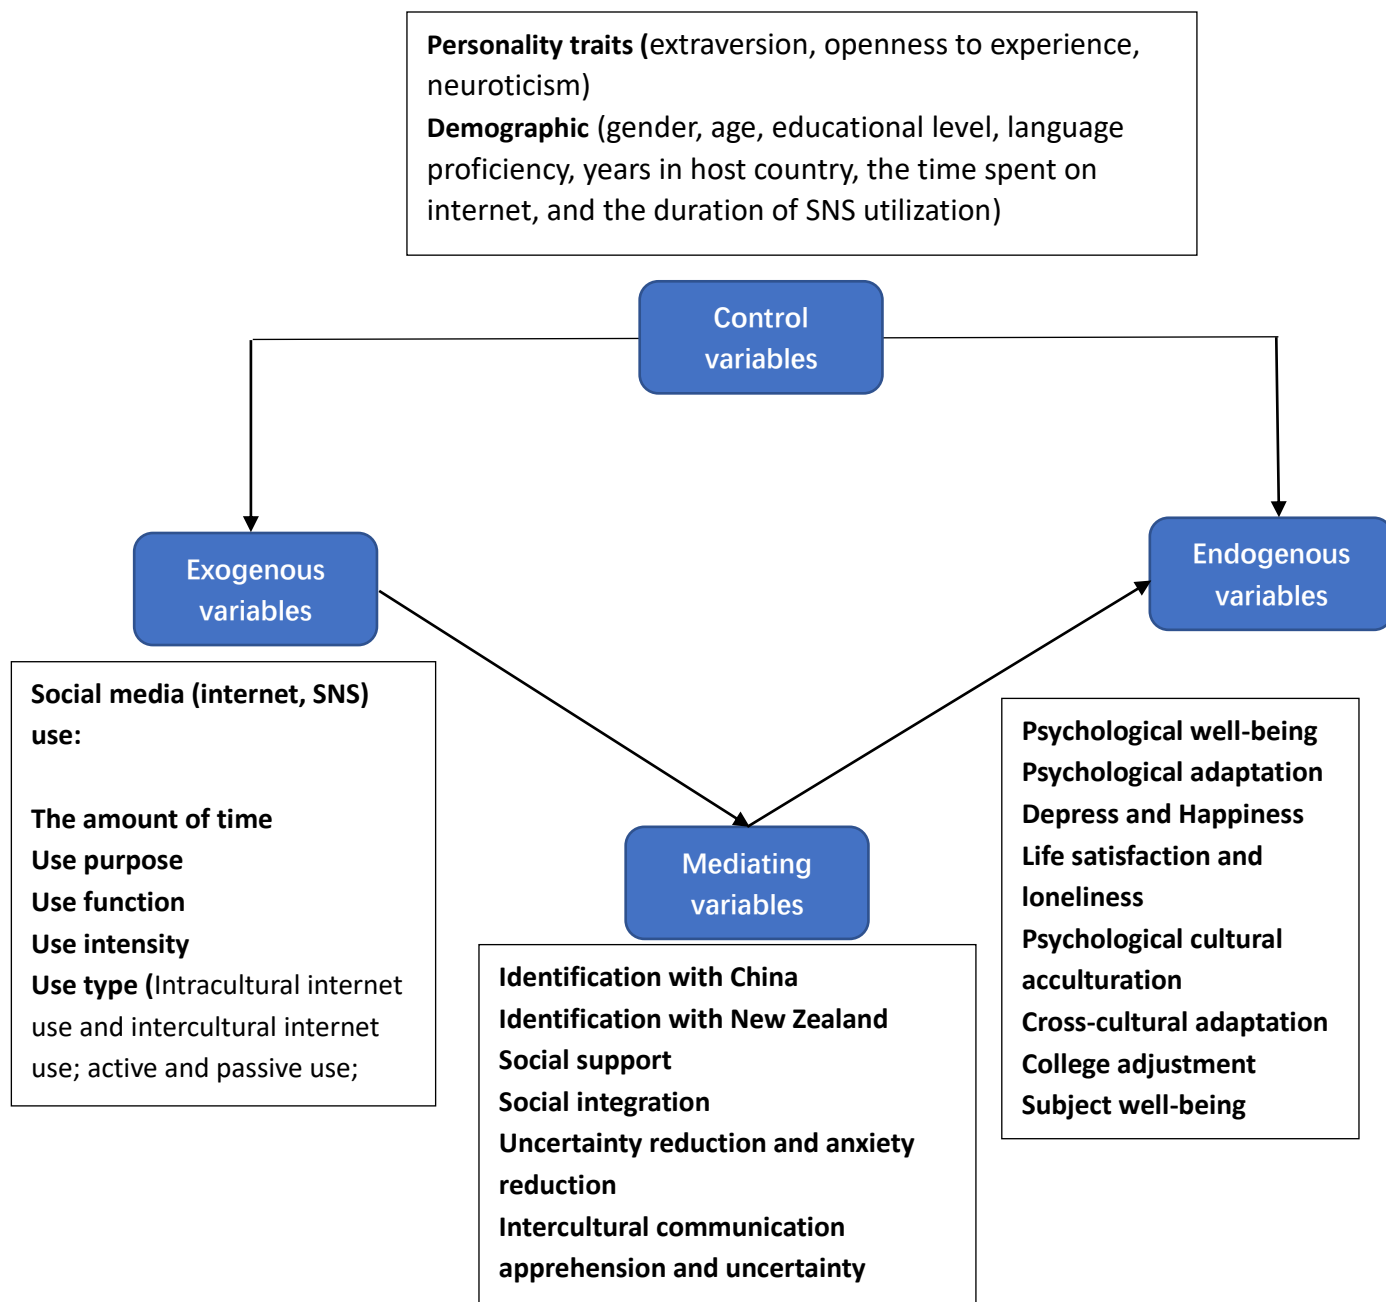 Personality traits (extraversion, openness to experience,
neuroticism)
Demographic (gender, age, educational level, language
proficiency, years in host country, the time spent on
internet, and the duration of SNS utilization)
Control
variables
Exogenous
variables
Endogenous
variables
Social media (internet, SNS)
use:
The amount of time
Use purpose
Use function
Use intensity
Use type (Intracultural internet
use and intercultural internet
use; active and passive use;
Mediating
variables
Identification with China
Identification with New Zealand
Social support
Social integration
Uncertainty reduction and anxiety
reduction
Intercultural communication
apprehension and uncertainty
Psychological well-being
Psychological adaptation
Depress and Happiness
Life satisfaction and
loneliness
Psychological cultural
acculturation
Cross-cultural adaptation
College adjustment
Subject well-being